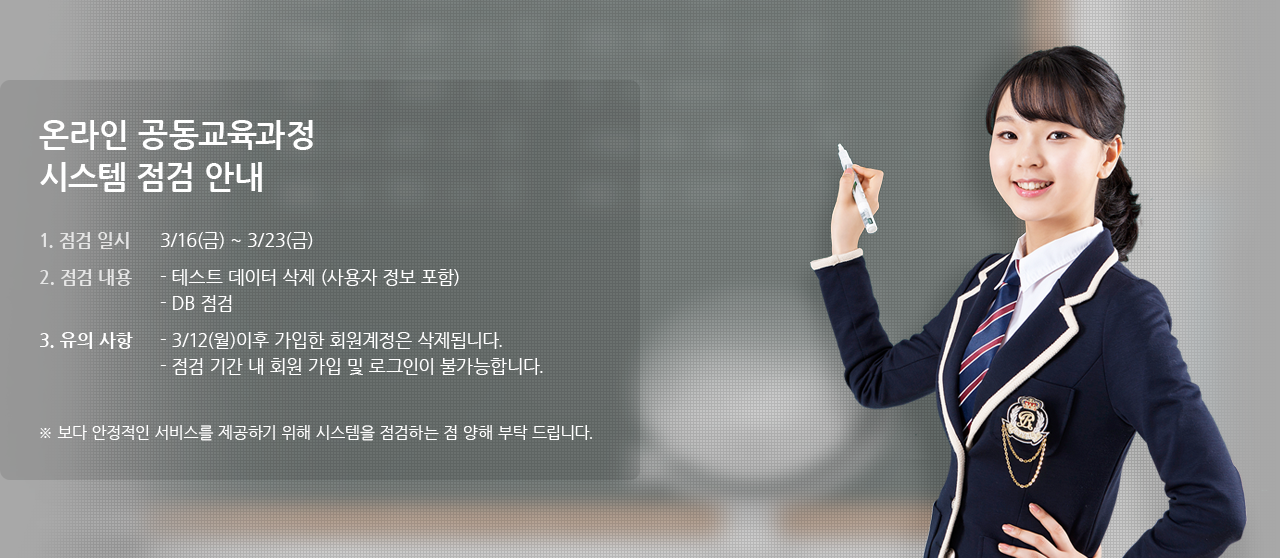 온라인 공동교육과정
시스템 점검 안내
1. 점검 일시 3/16(금) ~ 3/23(금)
2. 점검 내용 - 테스트 데이터 삭제 (사용자 정보 포함)
- DB 점검
3. 유의 사항 - 3/12(월)이후 가입한 회원계정은 삭제됩니다.
- 점검 기간 내 회원 가입 및 로그인이 불가능합니다.
※ 보다 안정적인 서비스를 제공하기 위해 시스템을 점검하는 점 양해 부탁 드립니다.